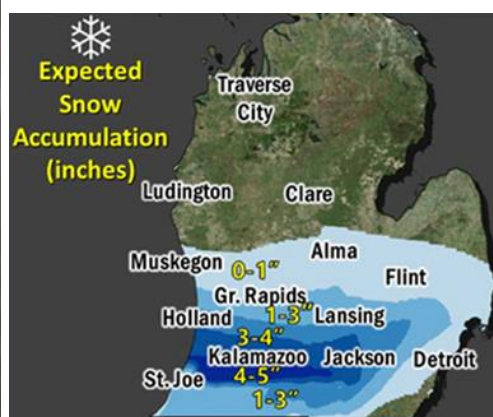 Expected
Snow
Accumulation
(inches)
Traverse
City
Ludington
Clare
Alma
Muskegon
0-1"
Flint
Gr. Rapids
1-3"
Lansing
Holland
3-4"
Kalamazoo
Jackson
Detroit
St. Joe
4-5"
1-3"